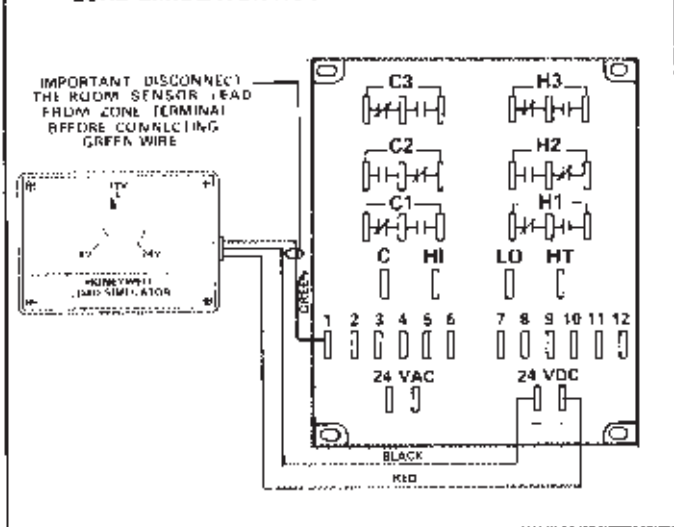 IMPORTANT DISCONNECT
THE ROOM SENSOR LEAD
FROM ZONE TERMINAL
BEFORE CONNECTING
GREEN WIRE
C3 H3
C2 H2
C1 H1
C HI LO HT
HONEYWELL
LOAD SIMULATOR
GREEN
1 2 3 4 5 6 7 8 9 10 11 12
24 VAC 24 VDC
BLACK
RED